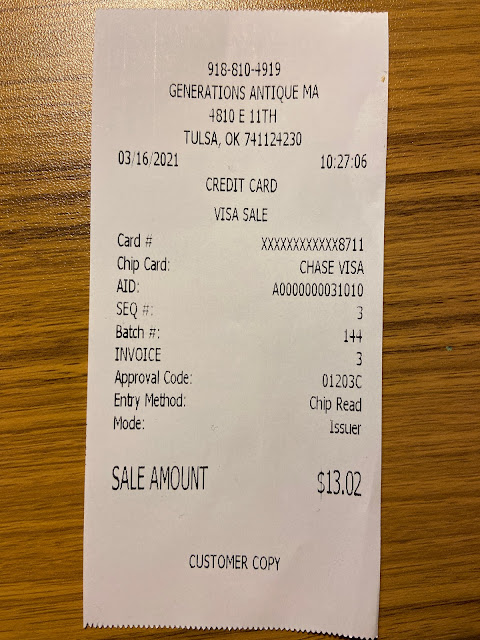 918-810-4919
GENERATIONS ANTIQUE MA
4810 E 11TH
TULSA, OK 741124230
03/16/2021 10:27:06
CREDIT CARD
VISA SALE
Card # XXXXXXXXXXXX8711
Chip Card: CHASE VISA
AID: A0000000031010
SEQ #: 3
Batch #: 144
INVOICE 3
Approval Code: 01203C
Entry Method: Chip Read
Mode: Issuer
SALE AMOUNT $13.02
CUSTOMER COPY